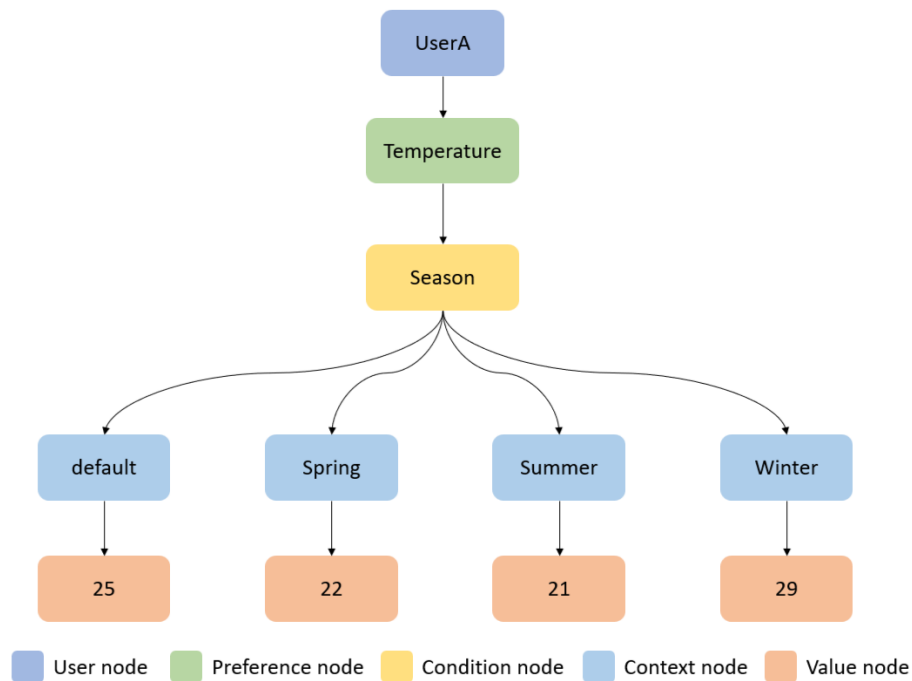 UserA
Temperature
Season
default Spring Summer Winter
25 22 21 29
User node Preference node Condition node Context node Value node